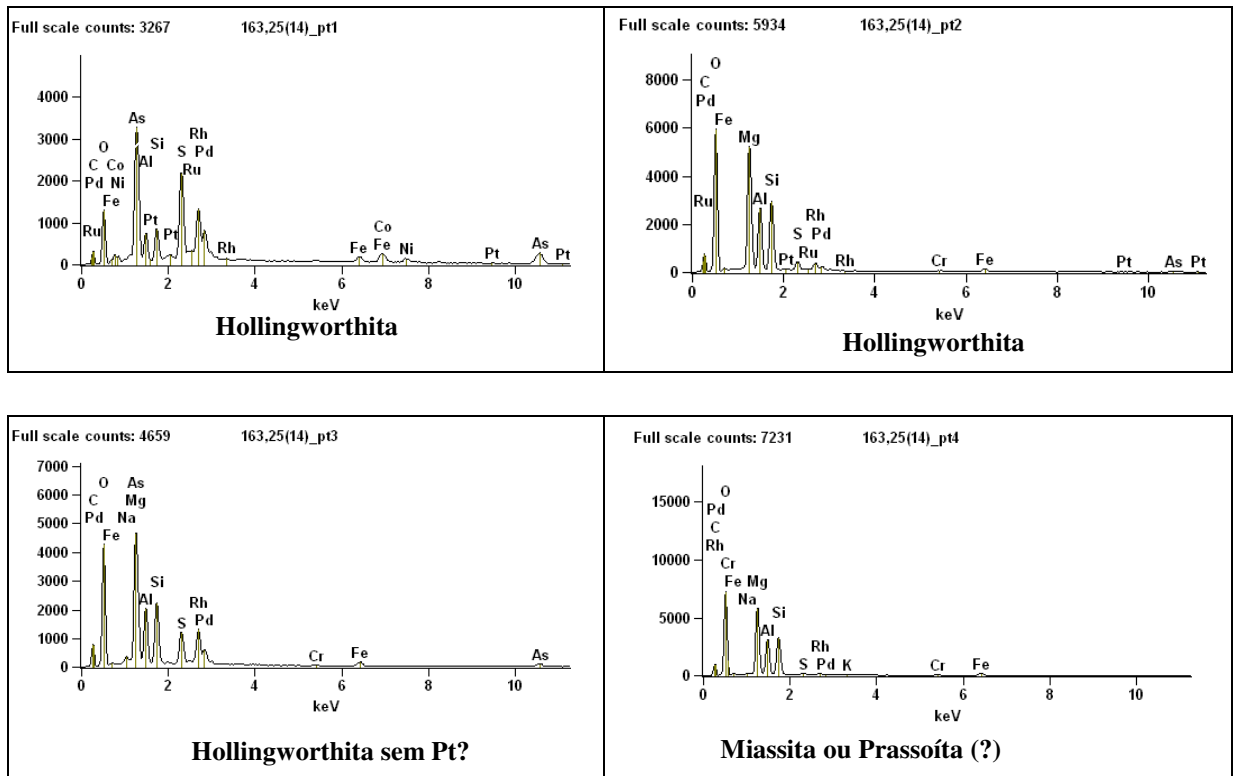 Full scale counts: 3267 163,25(14)_pt1
4000
3000
2000
1000
0
As
Rh
O
Si
S
Pd
C
Co
Al
Ru
Pd
Ni
Fe
Pt
Co
Ru
Pt
Rh
Fe
Fe
Ni
Pt
As
Pt
0 2 4 6 8 10
keV
Hollingworthita
Full scale counts: 5934 163,25(14)_pt2
8000
6000
4000
2000
0
O
C
Pd
Fe
Mg
Si
Ru
Al
Rh
S
Pd
Pt
Ru
Rh
Cr
Fe
Pt
As
Pt
0 2 4 6 8 10
keV
Hollingworthita
Full scale counts: 4659 163,25(14)_pt3
7000
6000
5000
4000
3000
2000
1000
0
O
As
C
Mg
Pd
Na
Fe
Si
Al
Rh
S
Pd
Cr
Fe
As
0 2 4 6 8 10
keV
Hollingworthita sem Pt?
Full scale counts: 7231 163,25(14)_pt4
15000
10000
5000
0
O
Pd
C
Rh
Cr
Fe
Mg
Na
Si
Al
Rh
S
Pd
K
Cr
Fe
0 2 4 6 8 10
keV
Miassita ou Prassoíta (?)